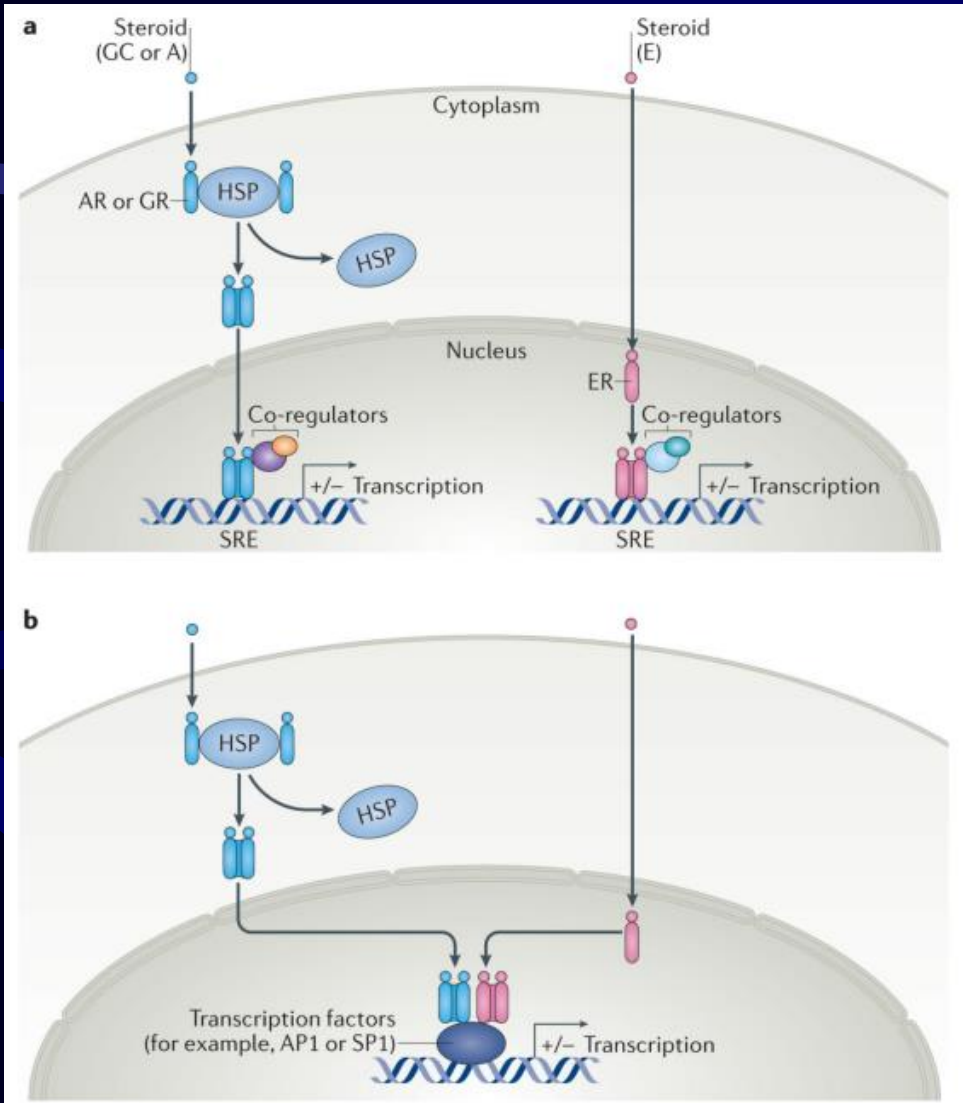 a
Steroid
(GC or A)
Steroid
(E)
Cytoplasm
HSP
AR or GR
HSP
Nucleus
ER
Co-regulators
Co-regulators
+/– Transcription
+/– Transcription
SRE
SRE
b
HSP
HSP
Transcription factors
(for example, AP1 or SP1)
+/– Transcription